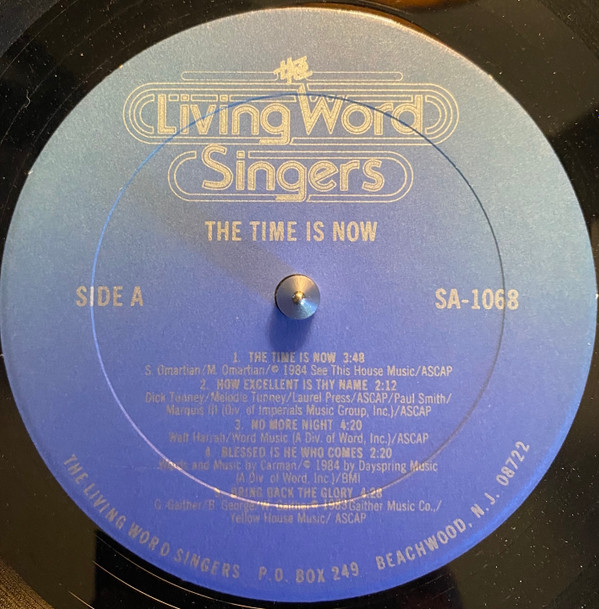 the
Living Word
Singers
THE TIME IS NOW
SIDE A
SA-1068
1. THE TIME IS NOW 3:48
S. Omartian/M. Omartian/© 1984 See This House Music/ASCAP
2. HOW EXCELLENT IS THY NAME 2:12
Dick Tunney/Melodie Tunney/Laurel Press/ASCAP/Paul Smith/
Marquis III (Div. of Imperials Music Group, Inc.)/ASCAP
3. NO MORE NIGHT 4:20
Walt Harrah/Word Music (A Div. of Word, Inc.)/ASCAP
4. BLESSED IS HE WHO COMES 2:20
Words and Music by Carman/© 1984 by Dayspring Music
(A Div. of Word, Inc.)/BMI
5. BRING BACK THE GLORY 4:28
G. Gaither/B. George/ © 1983 Gaither Music Co.,/
Yellow House Music/ ASCAP
THE LIVING WORD SINGERS P.O. BOX 249 BEACHWOOD, N.J. 08722